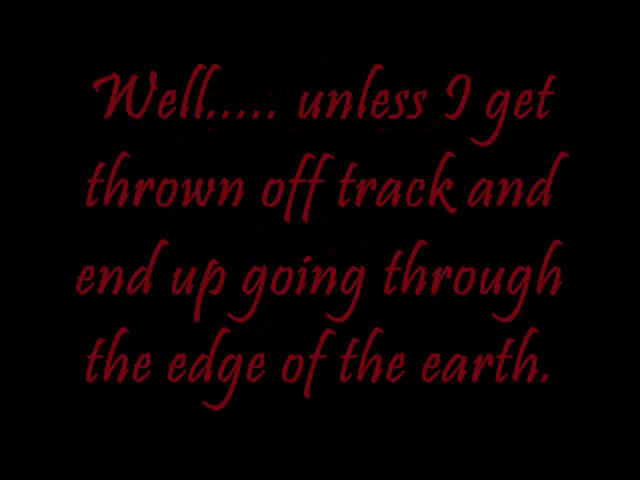 Well..... unless I get
thrown off track and
end up going through
the edge of the earth.